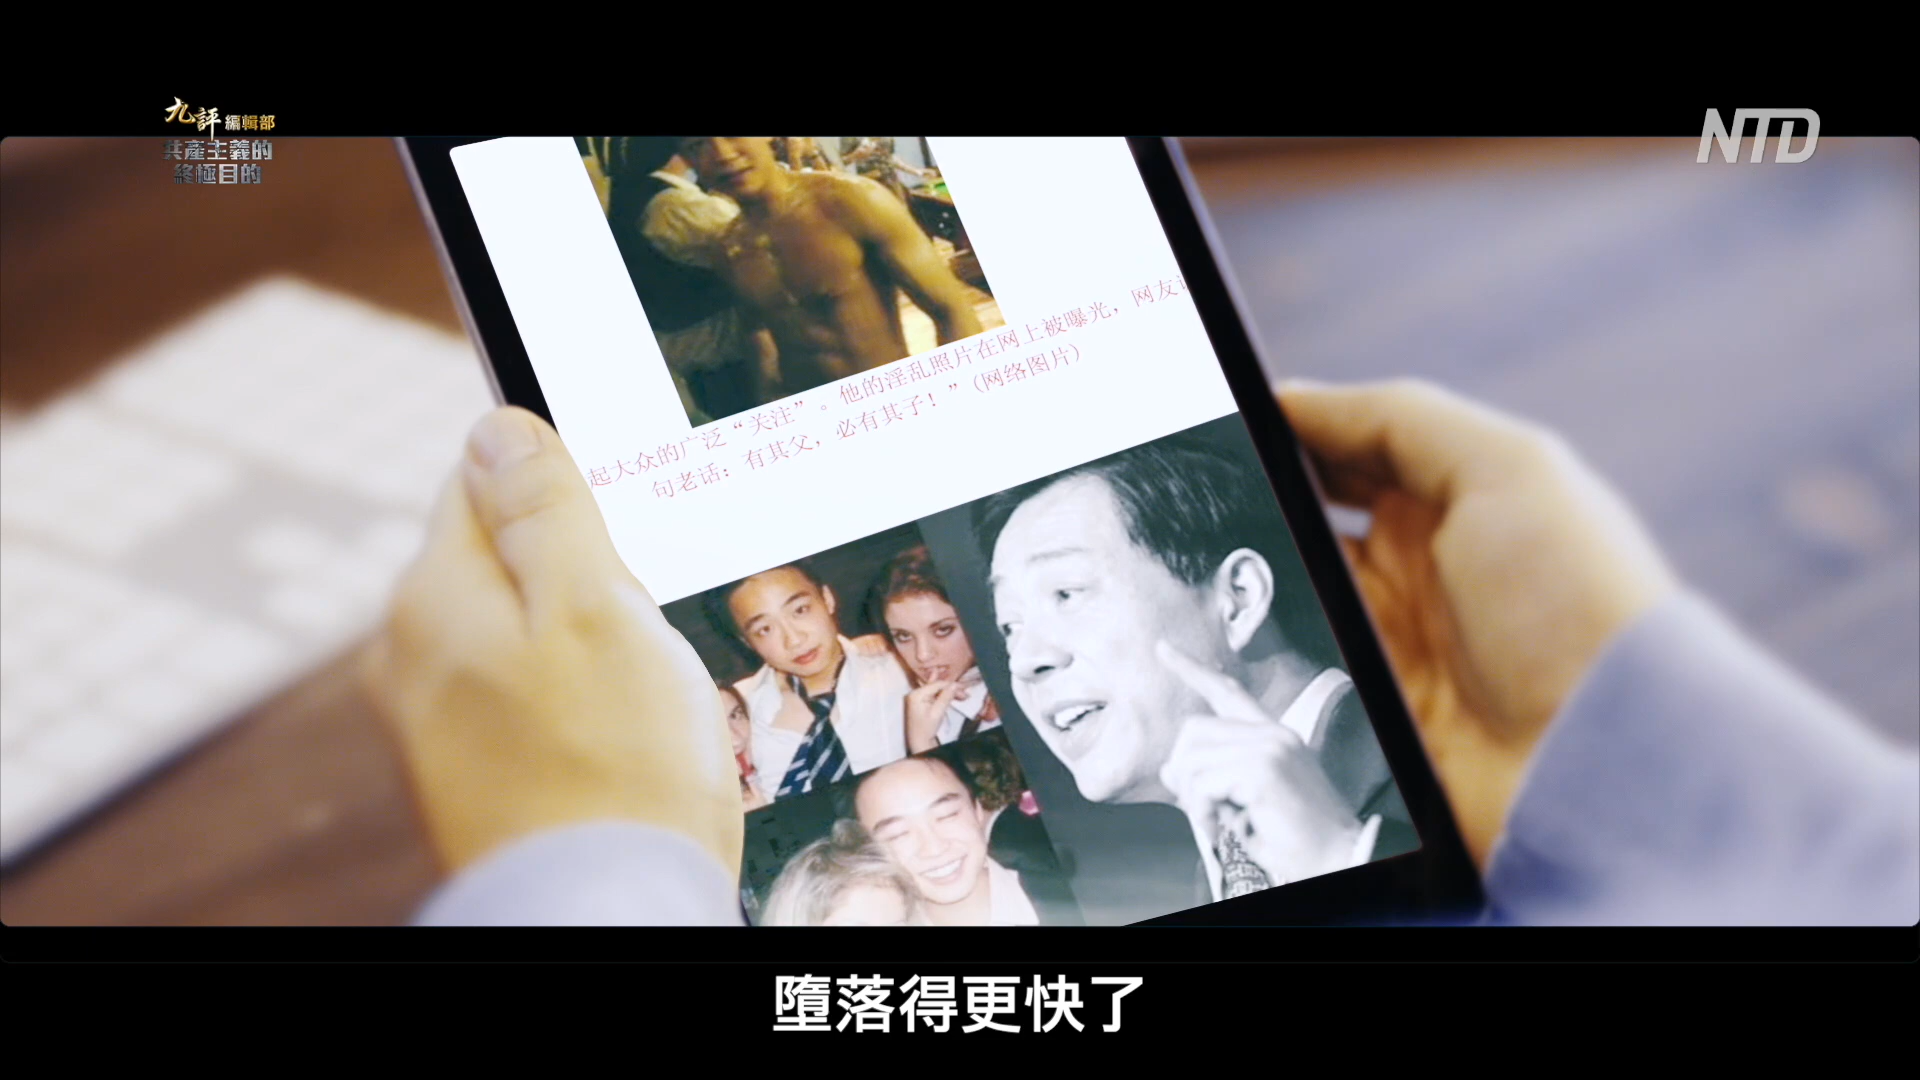 九評編輯部
共產主義的
終極目的
NTD
起大众的广泛“关注”。他的淫乱照片在网上被曝光，网友
句老话：有其父，必有其子！”（网络图片）
墮落得更快了